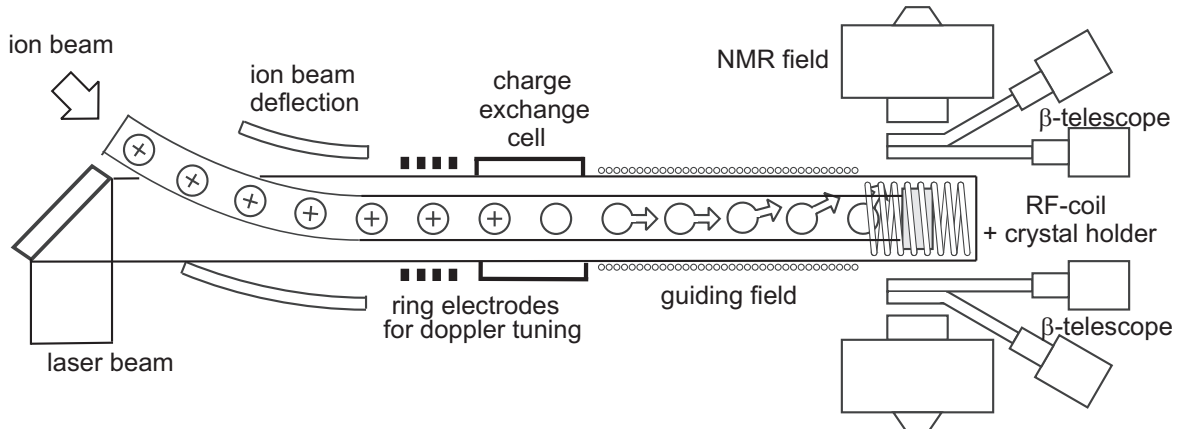 ion beam
ion beam
deflection
charge
exchange
cell
NMR field
β-telescope
RF-coil
+ crystal holder
ring electrodes
for doppler tuning
guiding field
β-telescope
laser beam